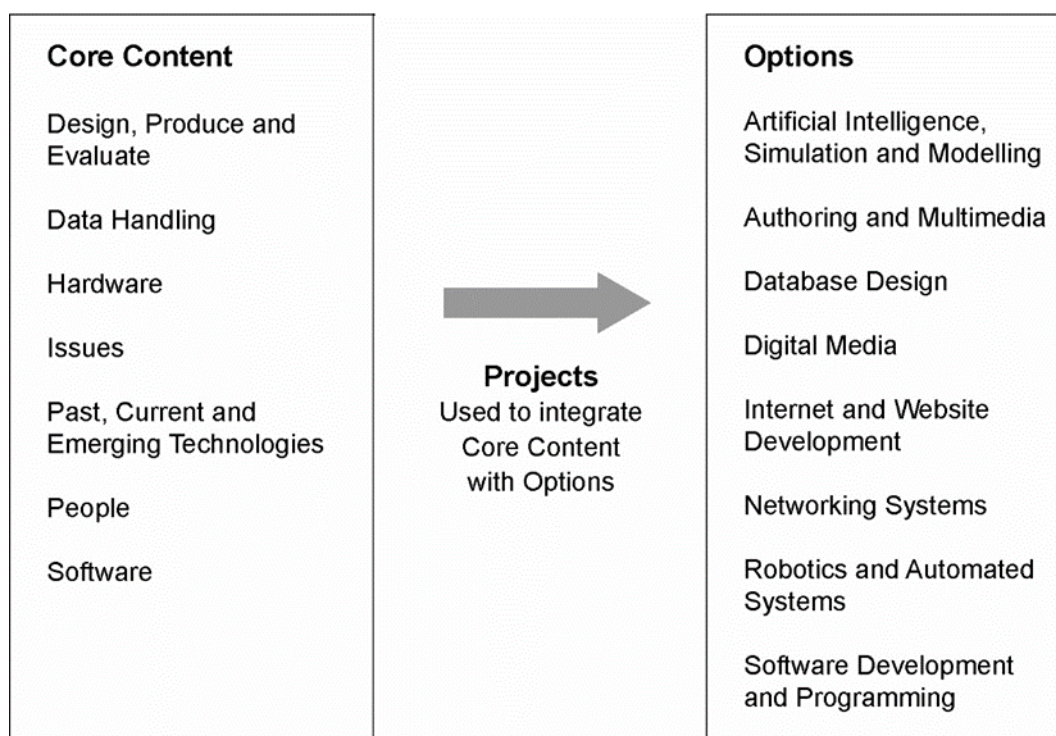 Core Content
Design, Produce and
Evaluate
Data Handling
Hardware
Issues
Past, Current and
Emerging Technologies
People
Software
Projects
Used to integrate
Core Content
with Options
Options
Artificial Intelligence,
Simulation and Modelling
Authoring and Multimedia
Database Design
Digital Media
Internet and Website
Development
Networking Systems
Robotics and Automated
Systems
Software Development
and Programming